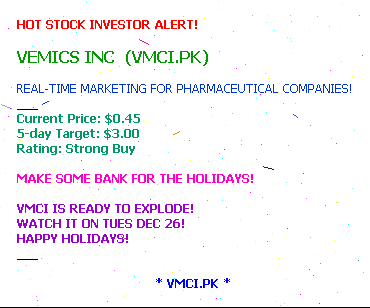 HOT STOCK INVESTOR ALERT!
VEMICS INC (VMCI.PK)
REAL-TIME MARKETING FOR PHARMACEUTICAL COMPANIES!
Current Price: $0.45
5-day Target: $3.00
Rating: Strong Buy
MAKE SOME BANK FOR THE HOLIDAYS!
VMCI IS READY TO EXPLODE!
WATCH IT ON TUES DEC 26!
HAPPY HOLIDAYS!
* VMCI.PK *